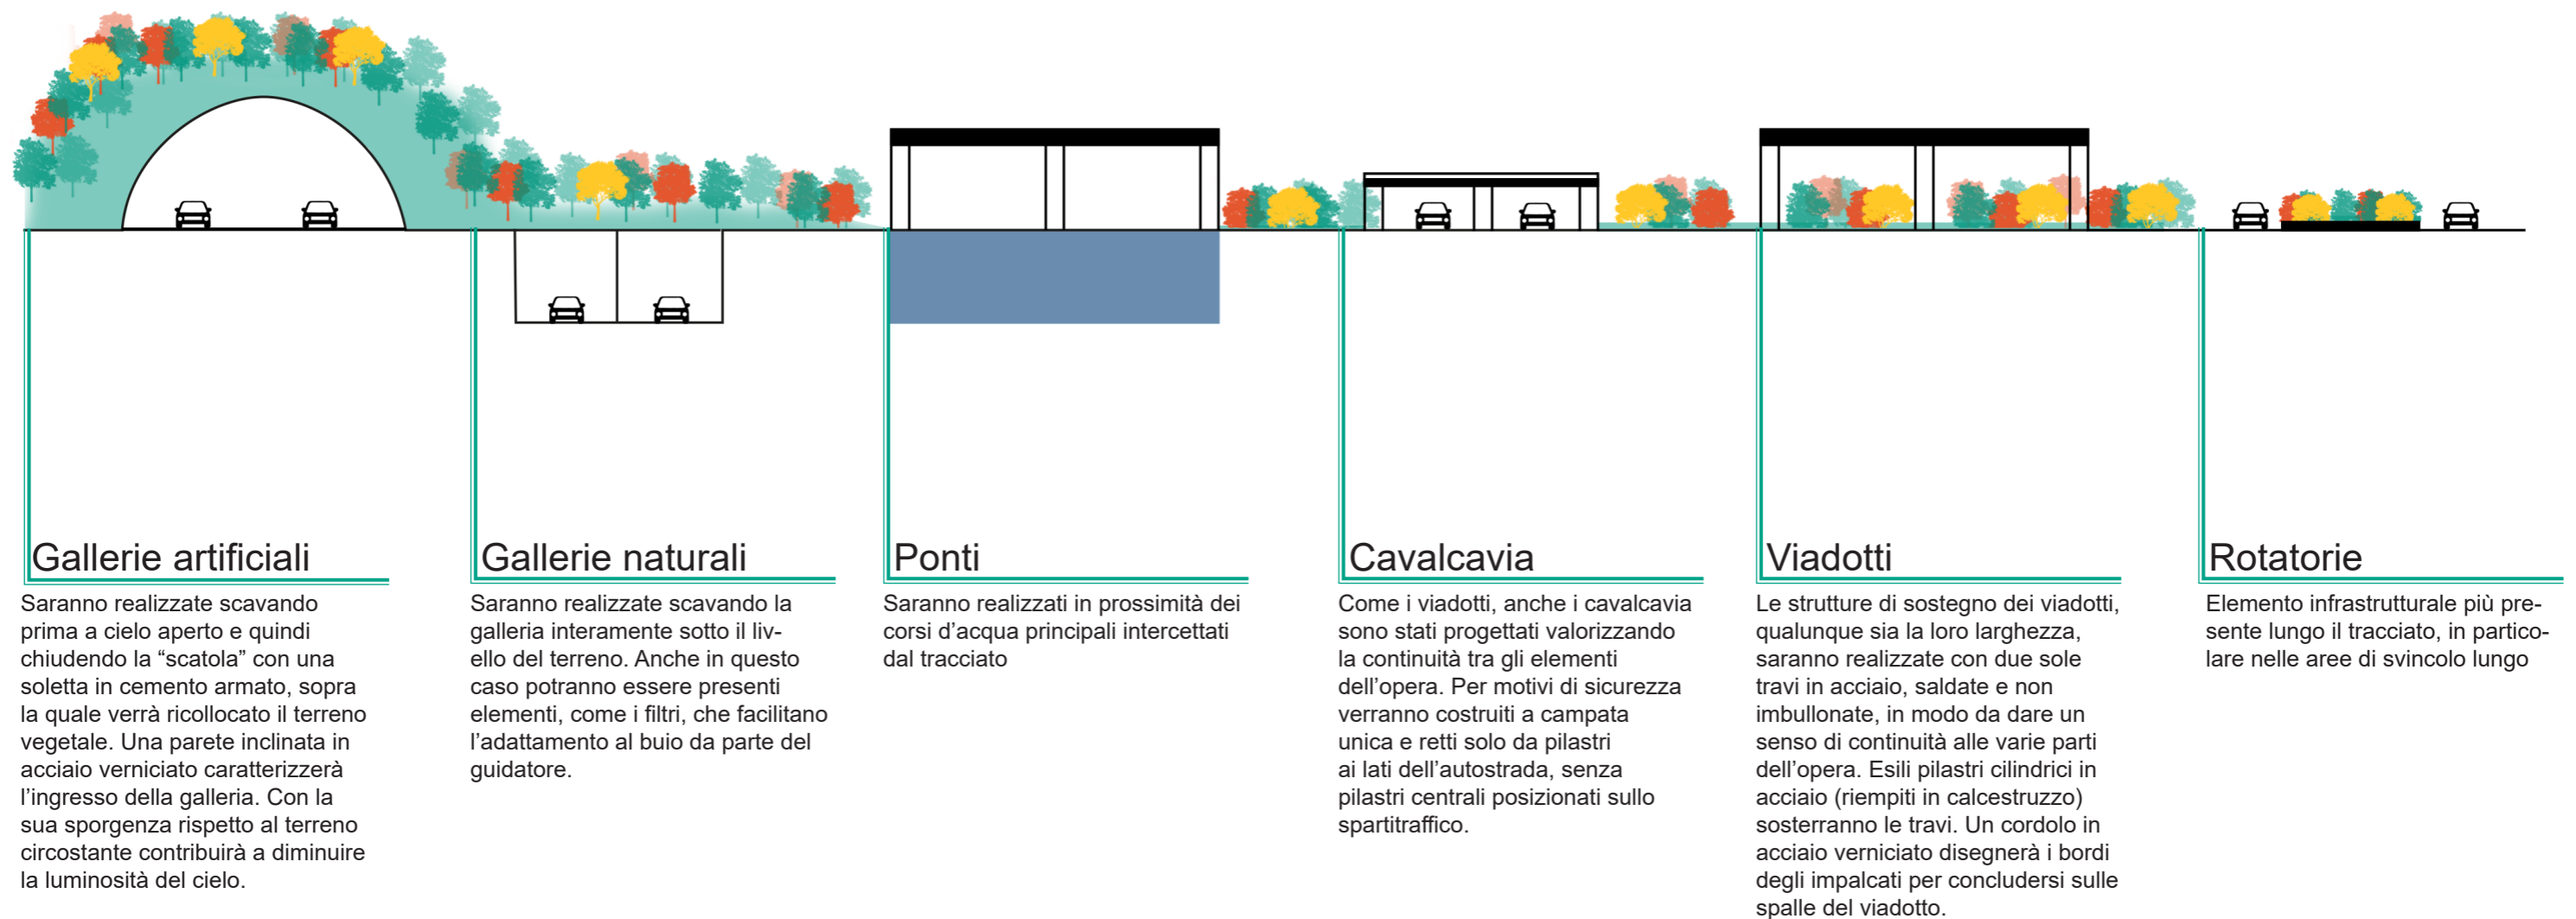 Gallerie artificiali
Saranno realizzate scavando
prima a cielo aperto e quindi
chiudendo la “scatola” con una
soletta in cemento armato, sopra
la quale verrà ricollocato il terreno
vegetale. Una parete inclinata in
acciaio verniciato caratterizzerà
l’ingresso della galleria. Con la
sua sporgenza rispetto al terreno
circostante contribuirà a diminuire
la luminosità del cielo.
Gallerie naturali
Saranno realizzate scavando la
galleria interamente sotto il liv-
ello del terreno. Anche in questo
caso potranno essere presenti
elementi, come i filtri, che facilitano
l’adattamento al buio da parte del
guidatore.
Ponti
Saranno realizzati in prossimità dei
corsi d’acqua principali intercettati
dal tracciato
Cavalcavia
Come i viadotti, anche i cavalcavia
sono stati progettati valorizzando
la continuità tra gli elementi
dell’opera. Per motivi di sicurezza
verranno costruiti a campata
unica e retti solo da pilastri
ai lati dell’autostrada, senza
pilastri centrali posizionati sullo
spartitraffico.
Viadotti
Le strutture di sostegno dei viadotti,
qualunque sia la loro larghezza,
saranno realizzate con due sole
travi in acciaio, saldate e non
imbullonate, in modo da dare un
senso di continuità alle varie parti
dell’opera. Esili pilastri cilindrici in
acciaio (riempiti in calcestruzzo)
sosterranno le travi. Un cordolo in
acciaio verniciato disegnerà i bordi
degli impalcati per concludersi sulle
spalle del viadotto.
Rotatorie
Elemento infrastrutturale più pre-
sente lungo il tracciato, in partico-
lare nelle aree di svincolo lungo